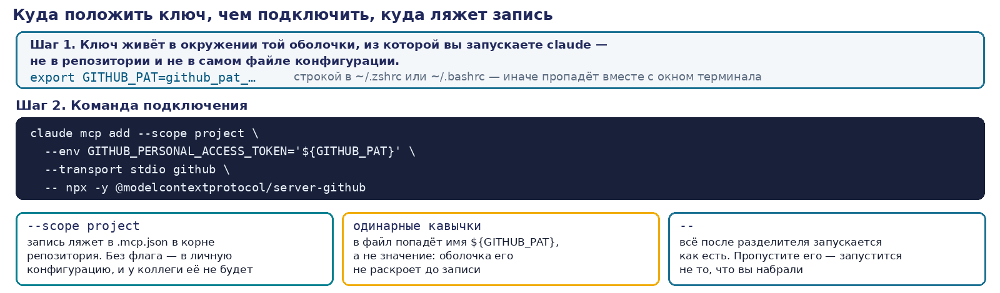 Куда положить ключ, чем подключить, куда ляжет запись
Шаг 1. Ключ живёт в окружении той оболочки, из которой вы запускаете claude —
не в репозитории и не в самом файле конфигурации.
export GITHUB_PAT=github_pat_… строкой в ~/.zshrc или ~/.bashrc — иначе пропадёт вместе с окном терминала
Шаг 2. Команда подключения
claude mcp add --scope project \
--env GITHUB_PERSONAL_ACCESS_TOKEN='${GITHUB_PAT}' \
--transport stdio github \
-- npx -y @modelcontextprotocol/server-github
--scope project
запись ляжет в .mcp.json в корне
репозитория. Без флага — в личную
конфигурацию, и у коллеги её не будет
одинарные кавычки
в файл попадёт имя ${GITHUB_PAT},
а не значение: оболочка его
не раскроет до записи
--
всё после разделителя запускается
как есть. Пропустите его — запустится
не то, что вы набрали